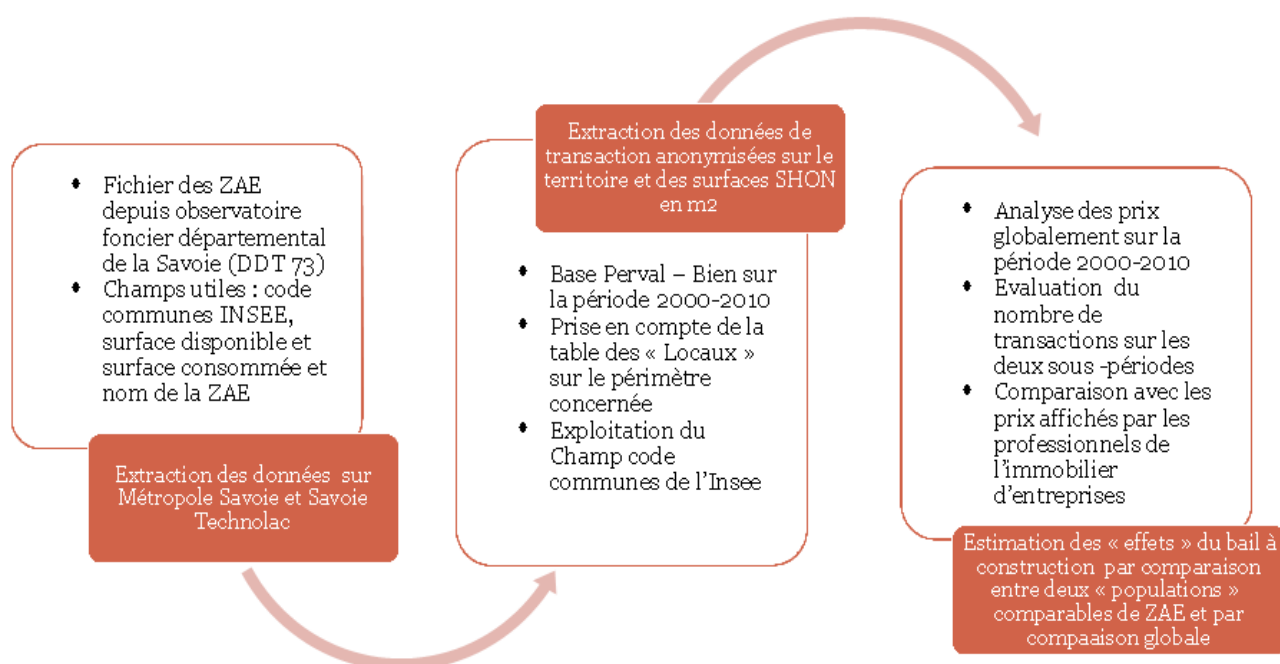 • Fichier des ZAE
depuis observatoire
foncier départemental
de la Savoie (DDT 73)
• Champs utiles : code
communes INSEE,
surface disponible et
surface consommée et
nom de la ZAE
Extraction des données sur
Métropole Savoie et Savoie
Technolac
Extraction des données de
transaction anonymisées sur le
territoire et des surfaces SHON
en m2
• Base Perval – Bien sur
la période 2000-2010
• Prise en compte de la
table des « Locaux »
sur le périmètre
concernée
• Exploitation du
Champ code
communes de l'Insee
• Analyse des prix
globalement sur la
période 2000-2010
• Evaluation du
nombre de
transactions sur les
deux sous -périodes
• Comparaison avec les
prix affichés par les
professionnels de
l'immobilier
d'entreprises
Estimation des « effets » du bail à
construction par comparaison
entre deux « populations »
comparables de ZAE et par
compaaison globale